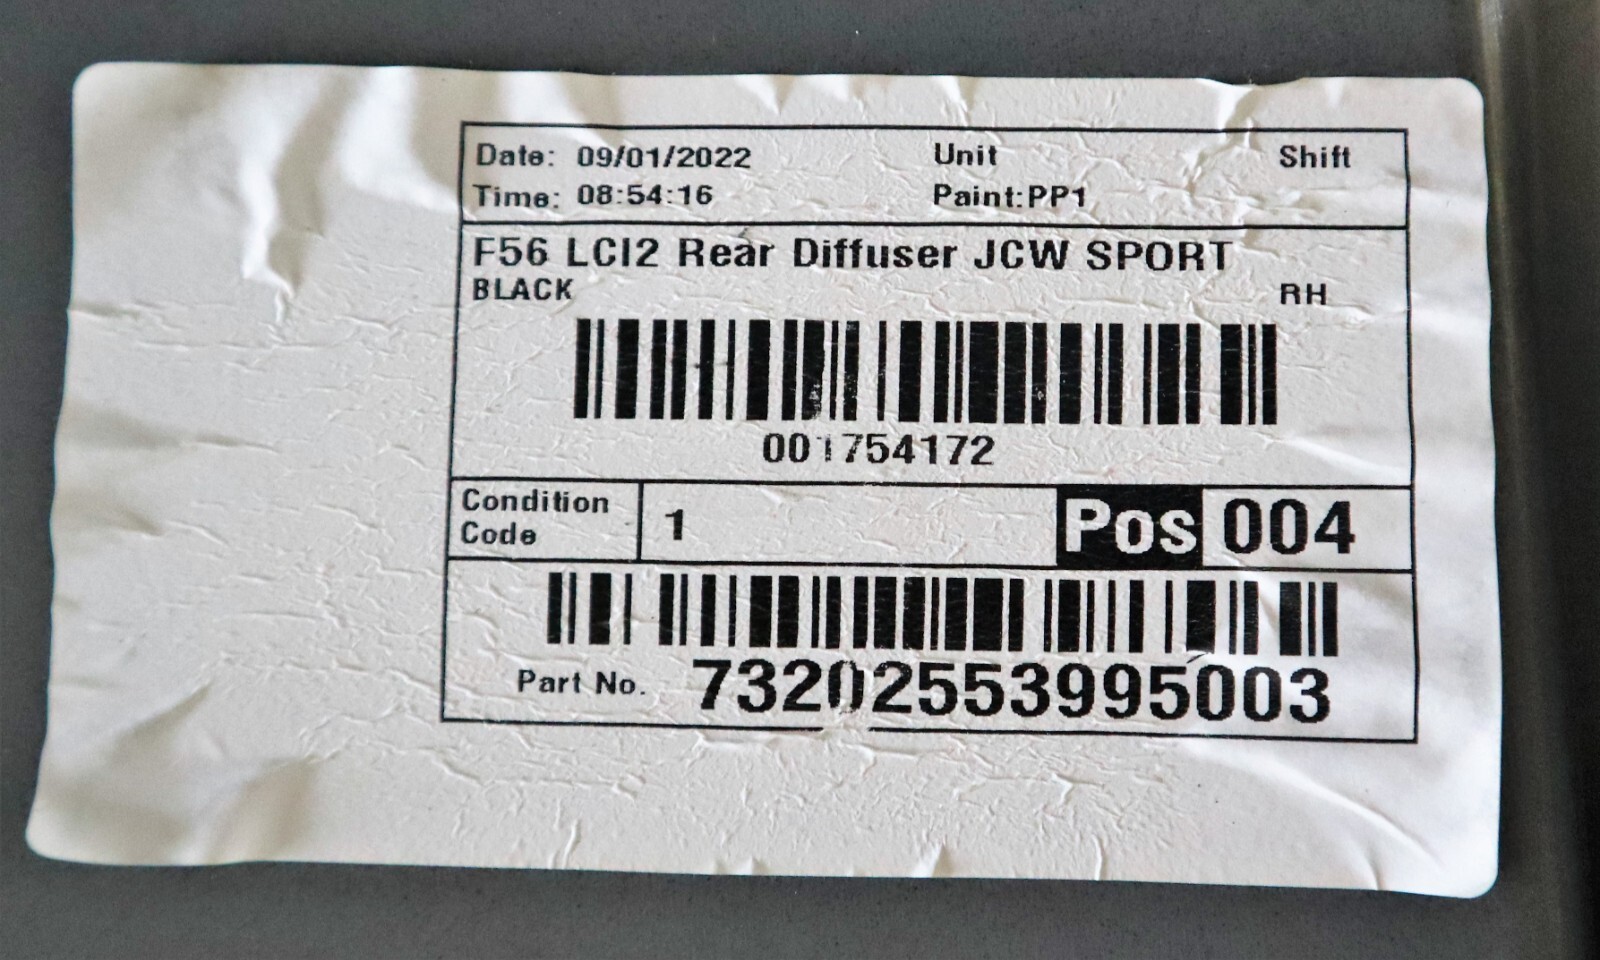 Date: 09/01/2022 Unit Shift
Time: 08:54:16 Paint:PP1
F56 LCI2 Rear Diffuser JCW SPORT
BLACK RH
001754172
Condition
Code 1 Pos 004
Part No. 73202553995003